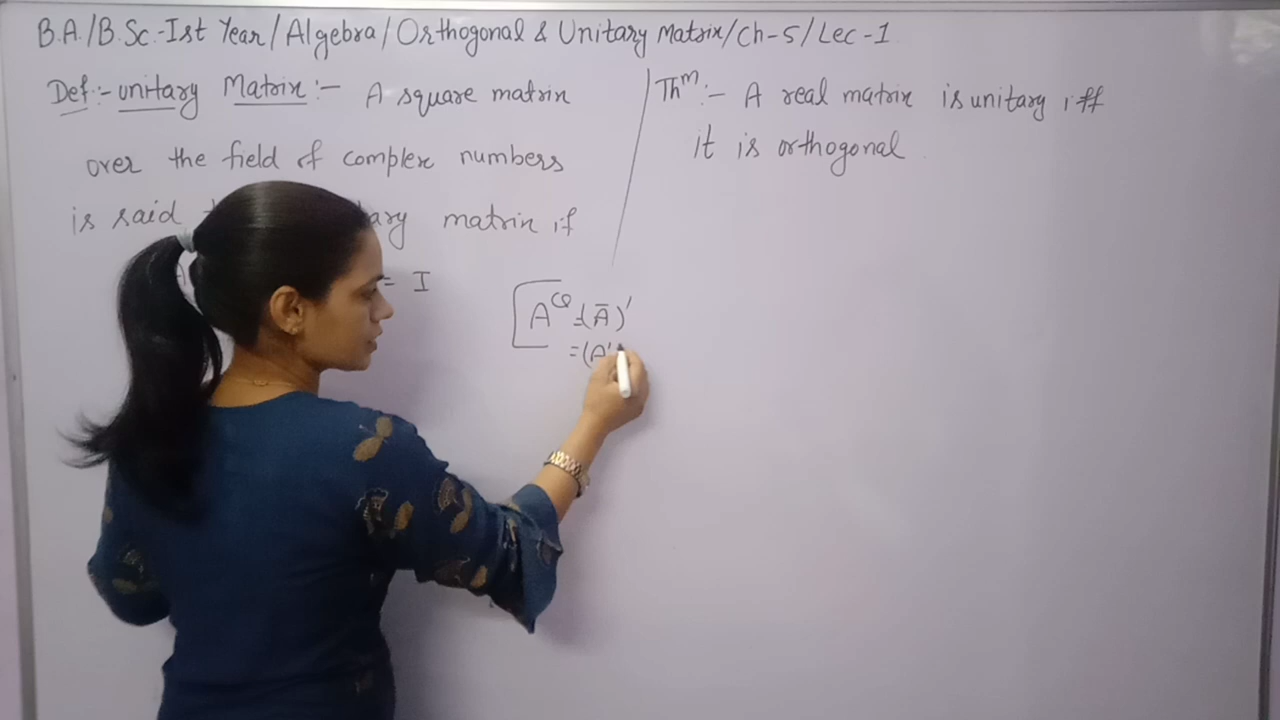 B.A./B.Sc.-Ist Year/Algebra/Orthogonal & Unitary Matrix/Ch-5/Lec-1
Def:- unitary Matrix:- A square matrix
over the field of complex numbers
is said matrix if
= I
A^Θ =(Ā)'
=(A'
Th^m:- A real matrix is unitary iff
it is orthogonal